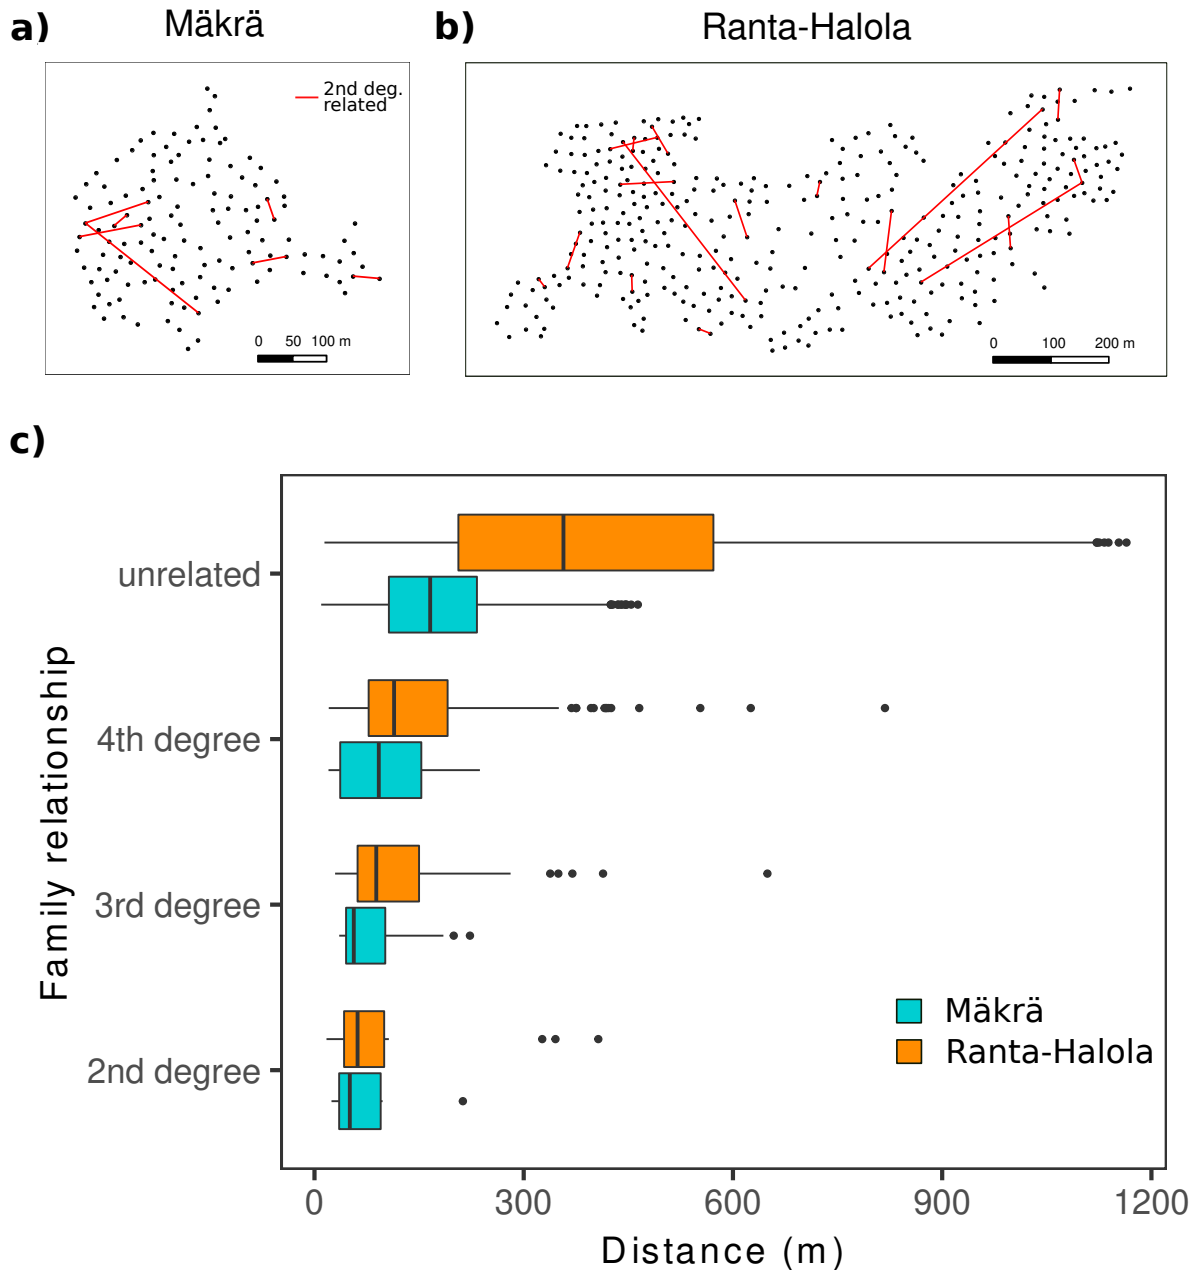 a)
Mäkrä
2nd deg.
related
0 50 100 m
b)
Ranta-Halola
0 100 200 m
c)
Family relationship
unrelated
4th degree
3rd degree
2nd degree
Mäkrä
Ranta-Halola
0 300 600 900 1200
Distance (m)